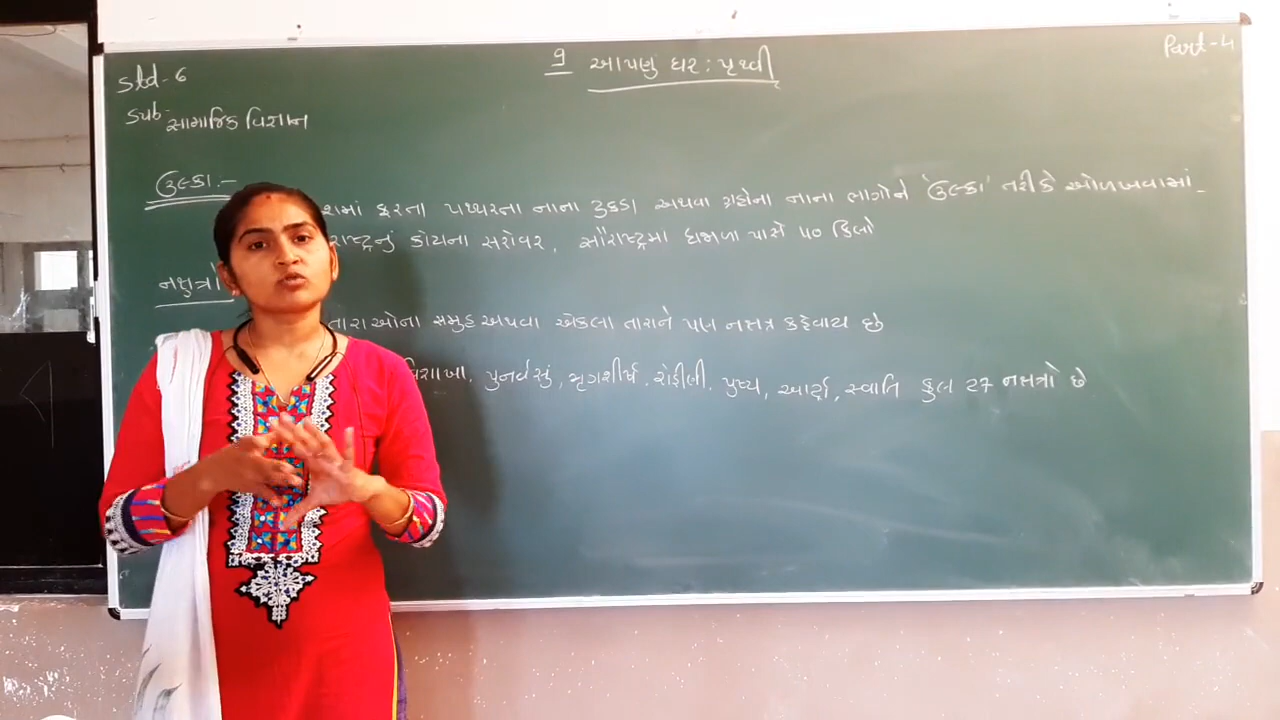 Std-6
Sub-સામાજિક વિજ્ઞાન
9 આપણું ઘર : પૃથ્વી
Part-4
ઉલ્કા :-
શમાં ફરતા પથ્થરના નાના ટુકડા અથવા ગ્રહોના નાના ભાગોને 'ઉલ્કા' તરીકે ઓળખવામાં
રાષ્ટ્રનું કોયના સરોવર, સૌરાષ્ટ્રમાં ધજાળા પાસે ૫૦ કિલો
નક્ષત્રો
તારાઓના સમુહ અથવા એકલા તારાને પણ નક્ષત્ર કહેવાય છે
વિશાખા, પુનર્વસું, મૃગશીર્ષ, રોહીણી, પુષ્ય, આર્દ્રા, સ્વાતિ કુલ 27 નક્ષત્રો છે